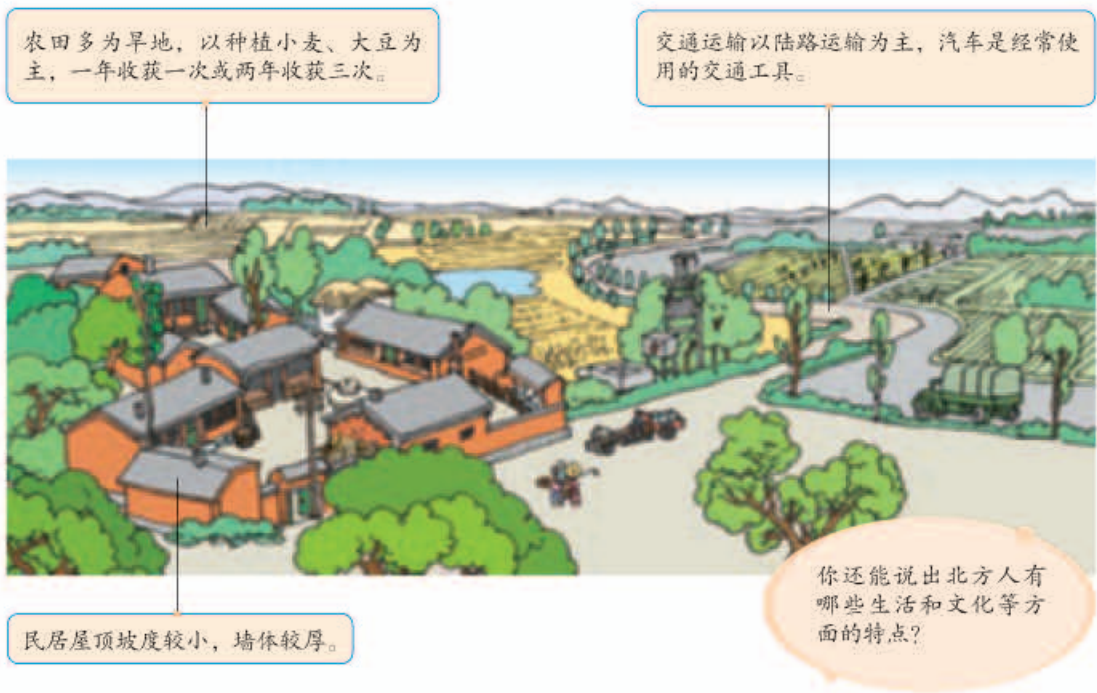 农田多为旱地，以种植小麦、大豆为
主，一年收获一次或两年收获三次。
交通运输以陆路运输为主，汽车是经常使
用的交通工具。
民居屋顶坡度较小，墙体较厚。
你还能说出北方人有
哪些生活和文化等方
面的特点？